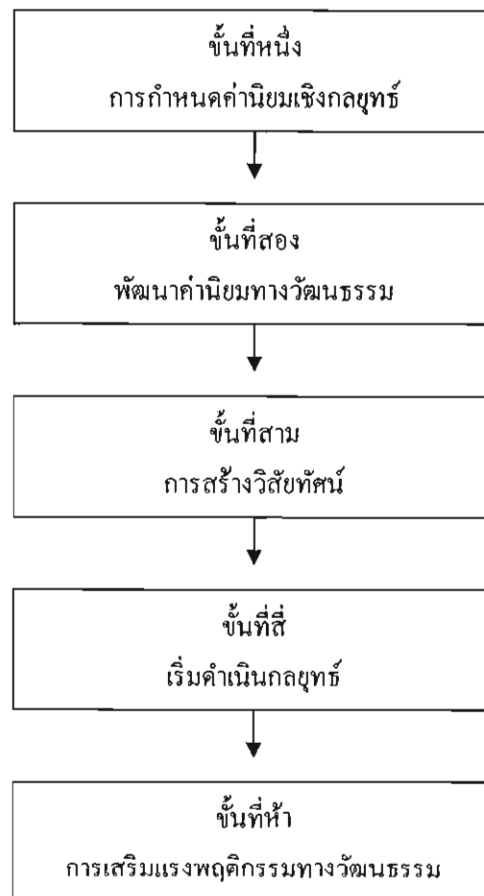 ขั้นที่หนึ่ง
การกำหนดค่านิยมเชิงกลยุทธ์
ขั้นที่สอง
พัฒนาค่านิยมทางวัฒนธรรม
ขั้นที่สาม
การสร้างวิสัยทัศน์
ขั้นที่สี่
เริ่มดำเนินกลยุทธ์
ขั้นที่ห้า
การเสริมแรงพฤติกรรมทางวัฒนธรรม